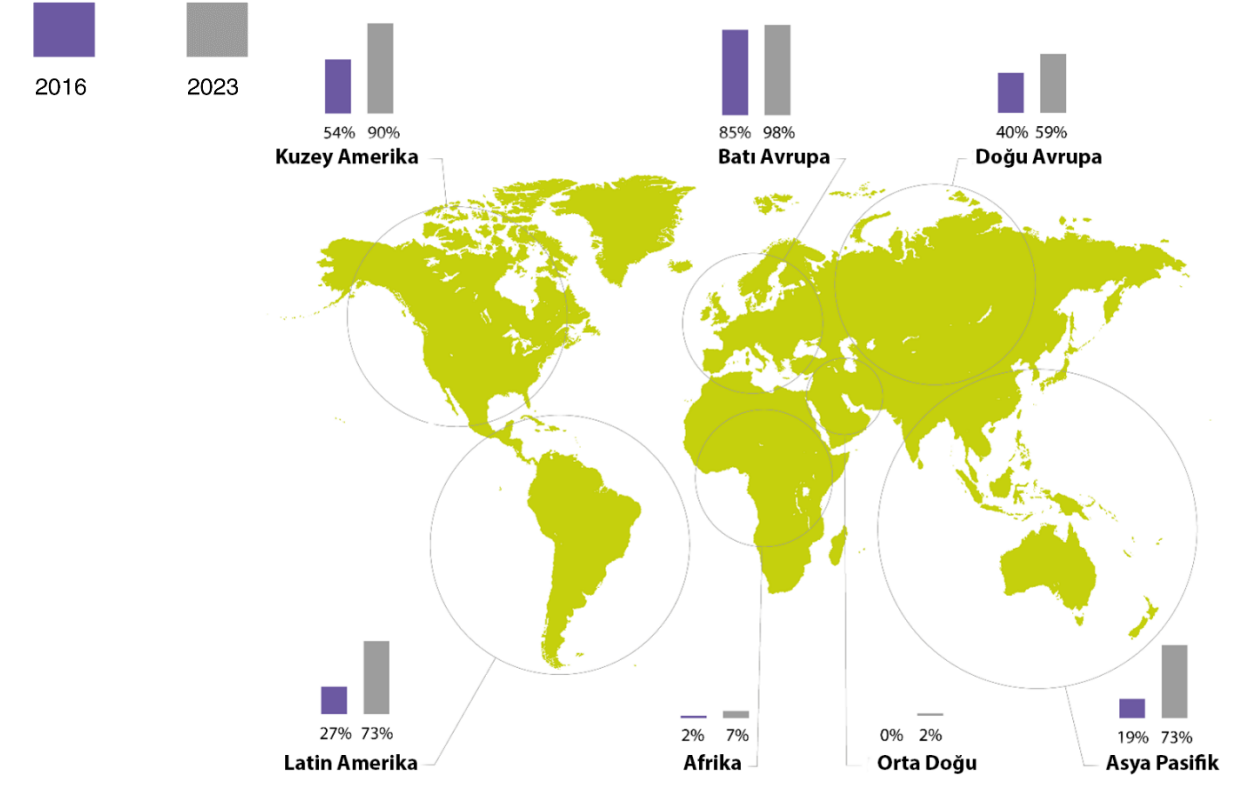 2016
2023
54% 90%
Kuzey Amerika
85% 98%
Batı Avrupa
40% 59%
Doğu Avrupa
27% 73%
Latin Amerika
2% 7%
Afrika
0% 2%
Orta Doğu
19% 73%
Asya Pasifik